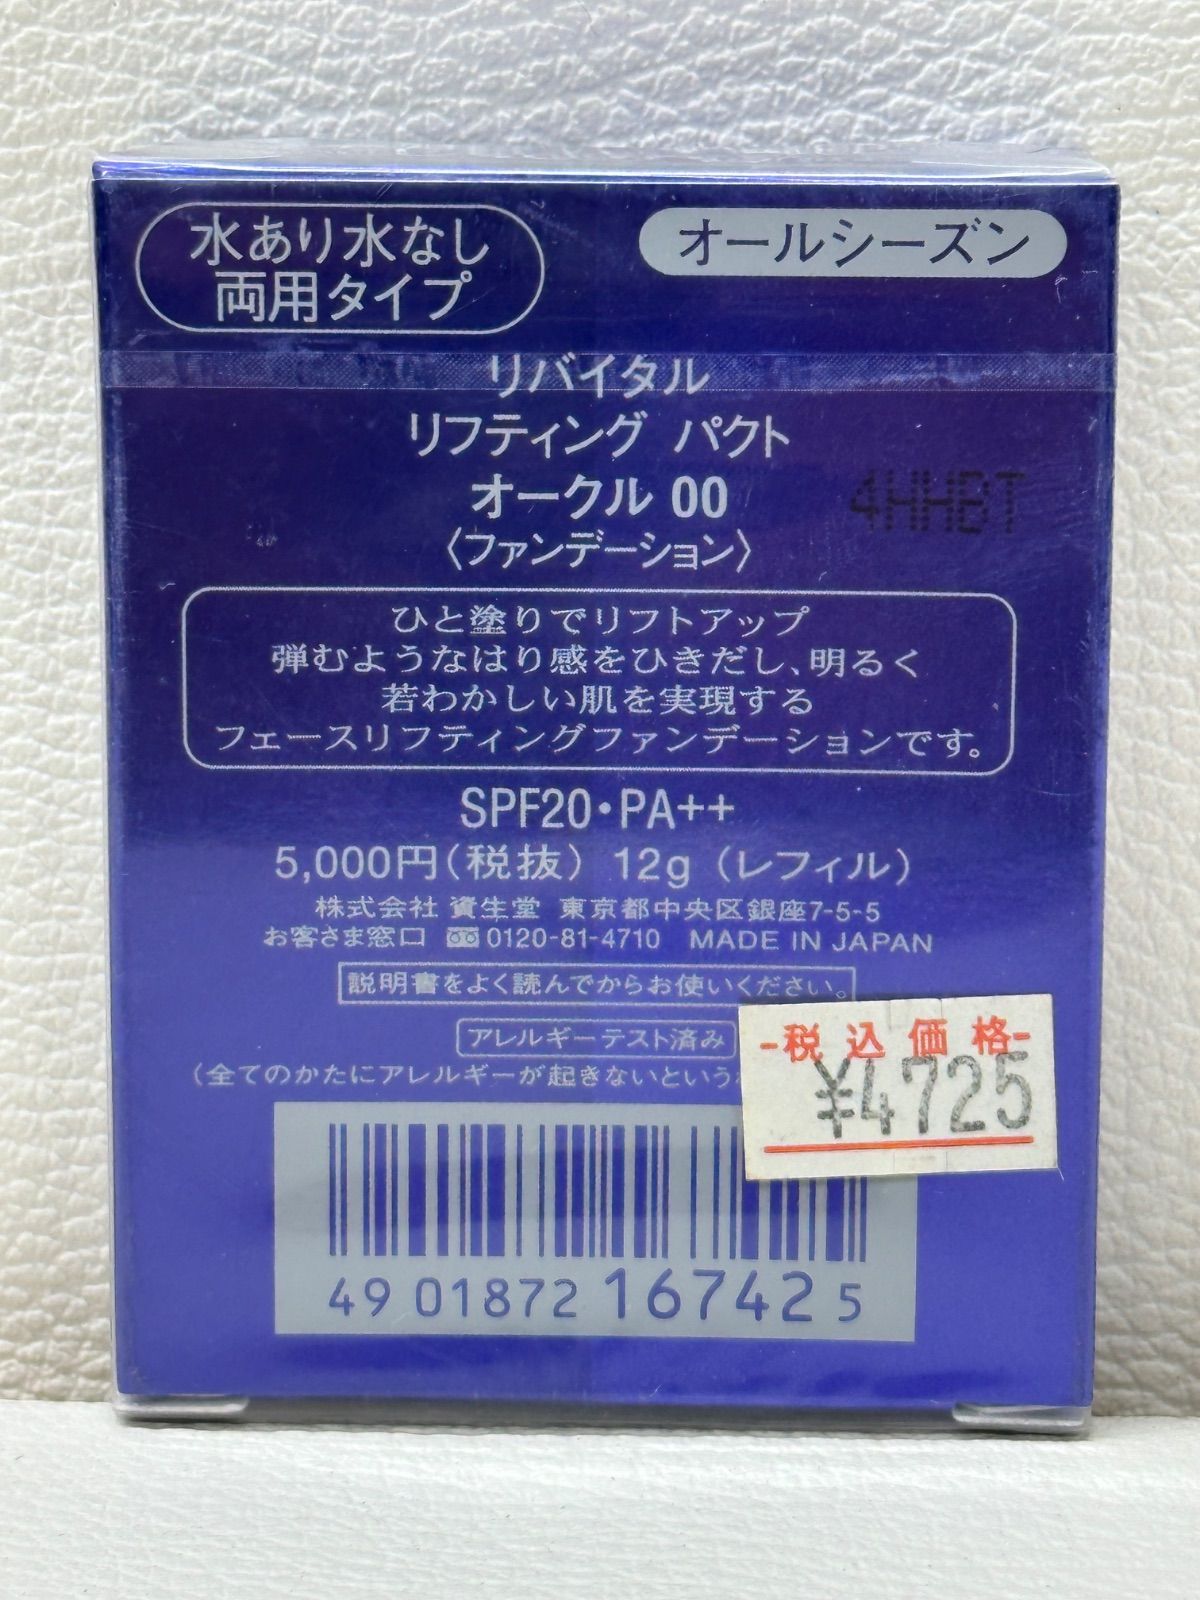 水あり水なし
両用タイプ
オールシーズン
リバイタル
リフティング パクト
オークル 00
〈ファンデーション〉
4HHBT
ひと塗りでリフトアップ
弾むようなはり感をひきだし、明るく
若わかしい肌を実現する
フェースリフティングファンデーションです。
SPF20・PA++
5,000円(税抜) 12g (レフィル)
株式会社 資生堂 東京都中央区銀座7-5-5
お客さま窓口 0120-81-4710 MADE IN JAPAN
説明書をよく読んでからお使いください。
アレルギーテスト済み
(全てのかたにアレルギーが起きないという
-税込価格-
¥4725
4901872167425